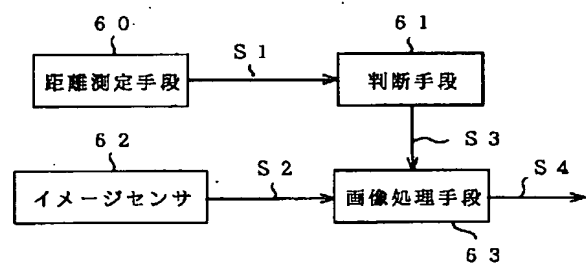 ６０
６１
Ｓ１
距離測定手段
判断手段
６２
Ｓ３
Ｓ２
Ｓ４
イメージセンサ
画像処理手段
６３